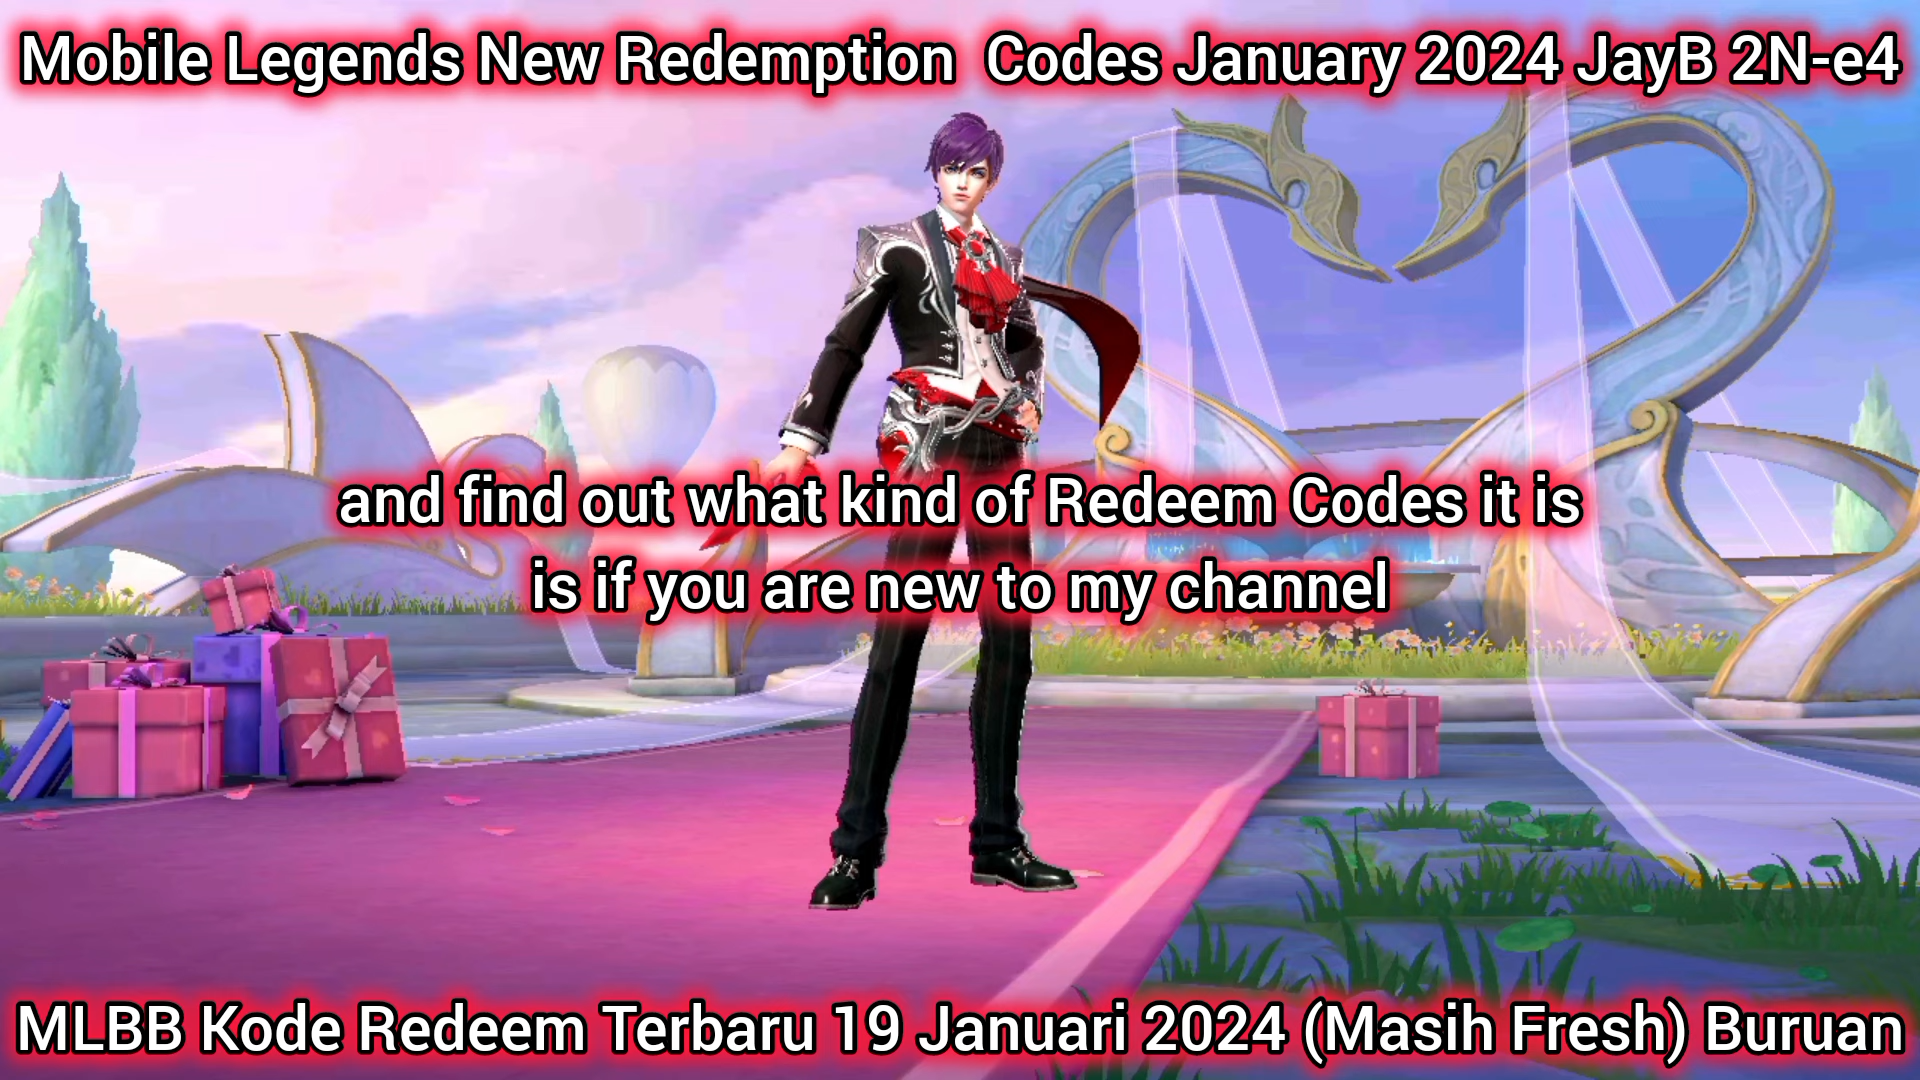 Mobile Legends New Redemption Codes January 2024 JayB 2N-e4
and find out what kind of Redeem Codes it is
is if you are new to my channel
MLBB Kode Redeem Terbaru 19 Januari 2024 (Masih Fresh) Buruan